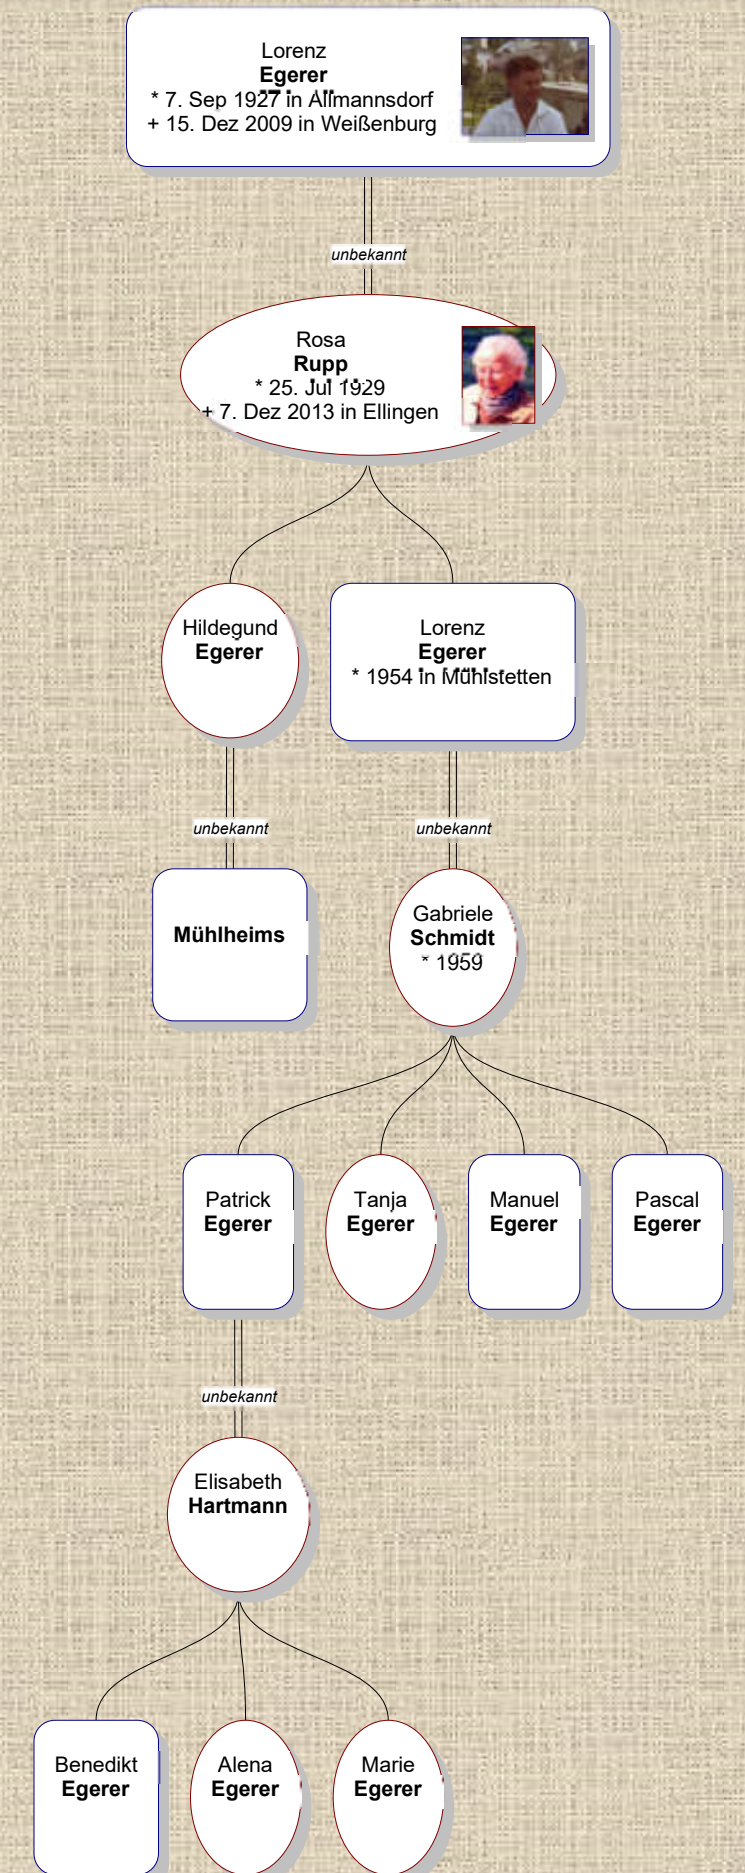 Lorenz
Egerer
* 7. Sep 1927 in Allmannsdorf
+ 15. Dez 2009 in Weißenburg
unbekannt
Rosa
Rupp
* 25. Jul 1929
+ 7. Dez 2013 in Ellingen
Hildegund
Egerer
Lorenz
Egerer
* 1954 in Mühlstetten
unbekannt
unbekannt
Mühlheims
Gabriele
Schmidt
* 1959
Patrick
Egerer
Tanja
Egerer
Manuel
Egerer
Pascal
Egerer
unbekannt
Elisabeth
Hartmann
Benedikt
Egerer
Alena
Egerer
Marie
Egerer